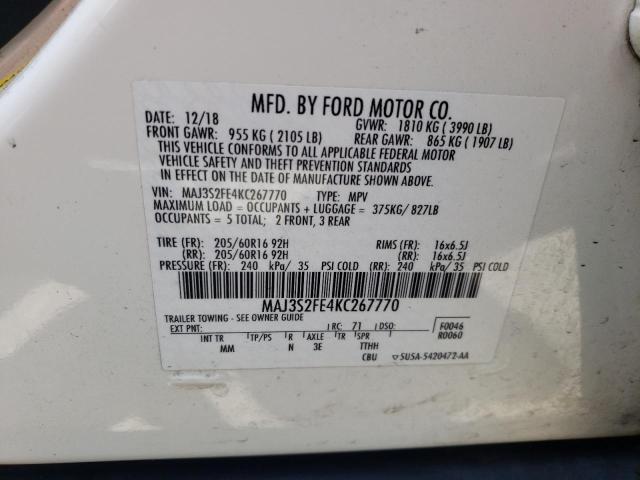 MFD. BY FORD MOTOR CO.
DATE: 12/18 GVWR: 1810 KG ( 3990 LB)
FRONT GAWR: 955 KG ( 2105 LB) REAR GAWR: 865 KG ( 1907 LB)
THIS VEHICLE CONFORMS TO ALL APPLICABLE FEDERAL MOTOR
VEHICLE SAFETY AND THEFT PREVENTION STANDARDS
IN EFFECT ON THE DATE OF MANUFACTURE SHOWN ABOVE.
VIN: MAJ3S2FE4KC267770 TYPE: MPV
MAXIMUM LOAD = OCCUPANTS + LUGGAGE = 375KG/ 827LB
OCCUPANTS = 5 TOTAL; 2 FRONT, 3 REAR
TIRE (FR): 205/60R16 92H RIMS (FR): 16x6.5J
(RR): 205/60R16 92H (RR): 16x6.5J
PRESSURE (FR): 240 kPa/ 35 PSI COLD (RR): 240 kPa/ 35 PSI COLD
MAJ3S2FE4KC267770
TRAILER TOWING - SEE OWNER GUIDE
EXT PNT: RC: 71 DSO: F0046
R0060
INT TR TP/PS R AXLE TR SPR
MM N 3E TTHH
CBU 5U5A-5420472-AA